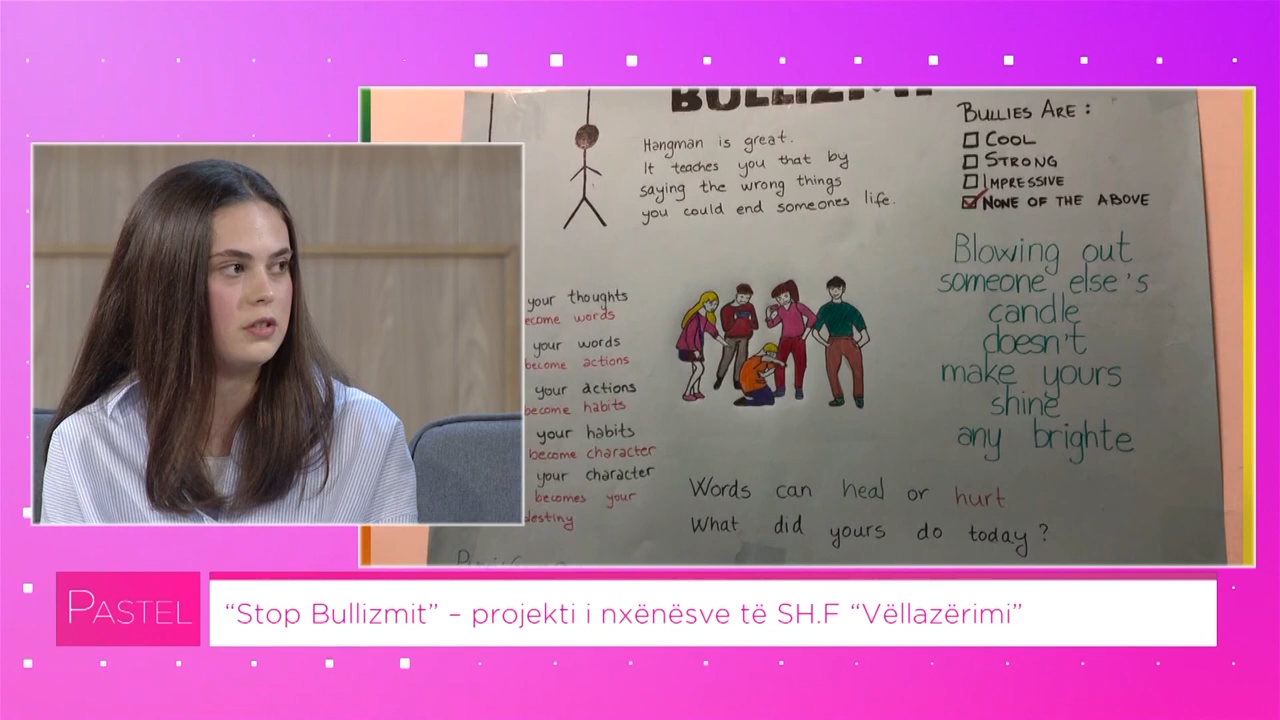 BULLIZMIT
Hangman is great.
It teaches you that by
saying the wrong things
you could end someones life.
BULLIES ARE :
COOL
STRONG
IMPRESSIVE
NONE OF THE ABOVE
your thoughts
ecome words
your words
become actions
your actions
become habits
your habits
become character
your character
becomes your
destiny
Blowing out
someone else's
candle
doesn't
make yours
shine
any brighte
Words can heal or hurt
What did yours do today?
PASTEL
“Stop Bullizmit” – projekti i nxënësve të SH.F “Vëllazërimi”